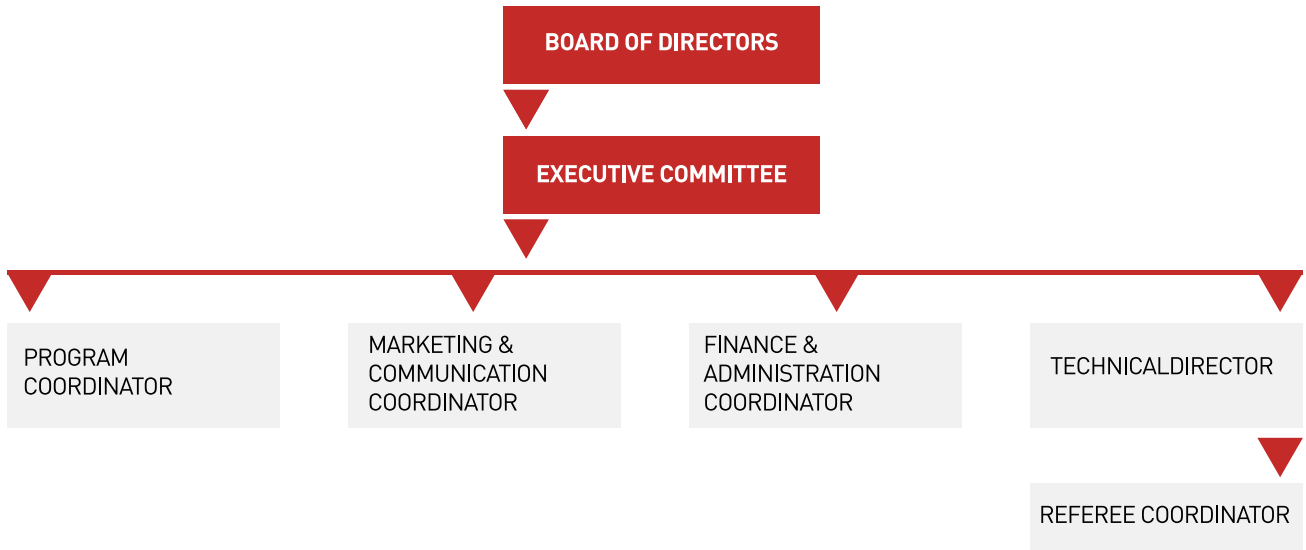 BOARD OF DIRECTORS
EXECUTIVE COMMITTEE
PROGRAM
COORDINATOR
MARKETING &
COMMUNICATION
COORDINATOR
FINANCE &
ADMINISTRATION
COORDINATOR
TECHNICALDIRECTOR
REFEREE COORDINATOR